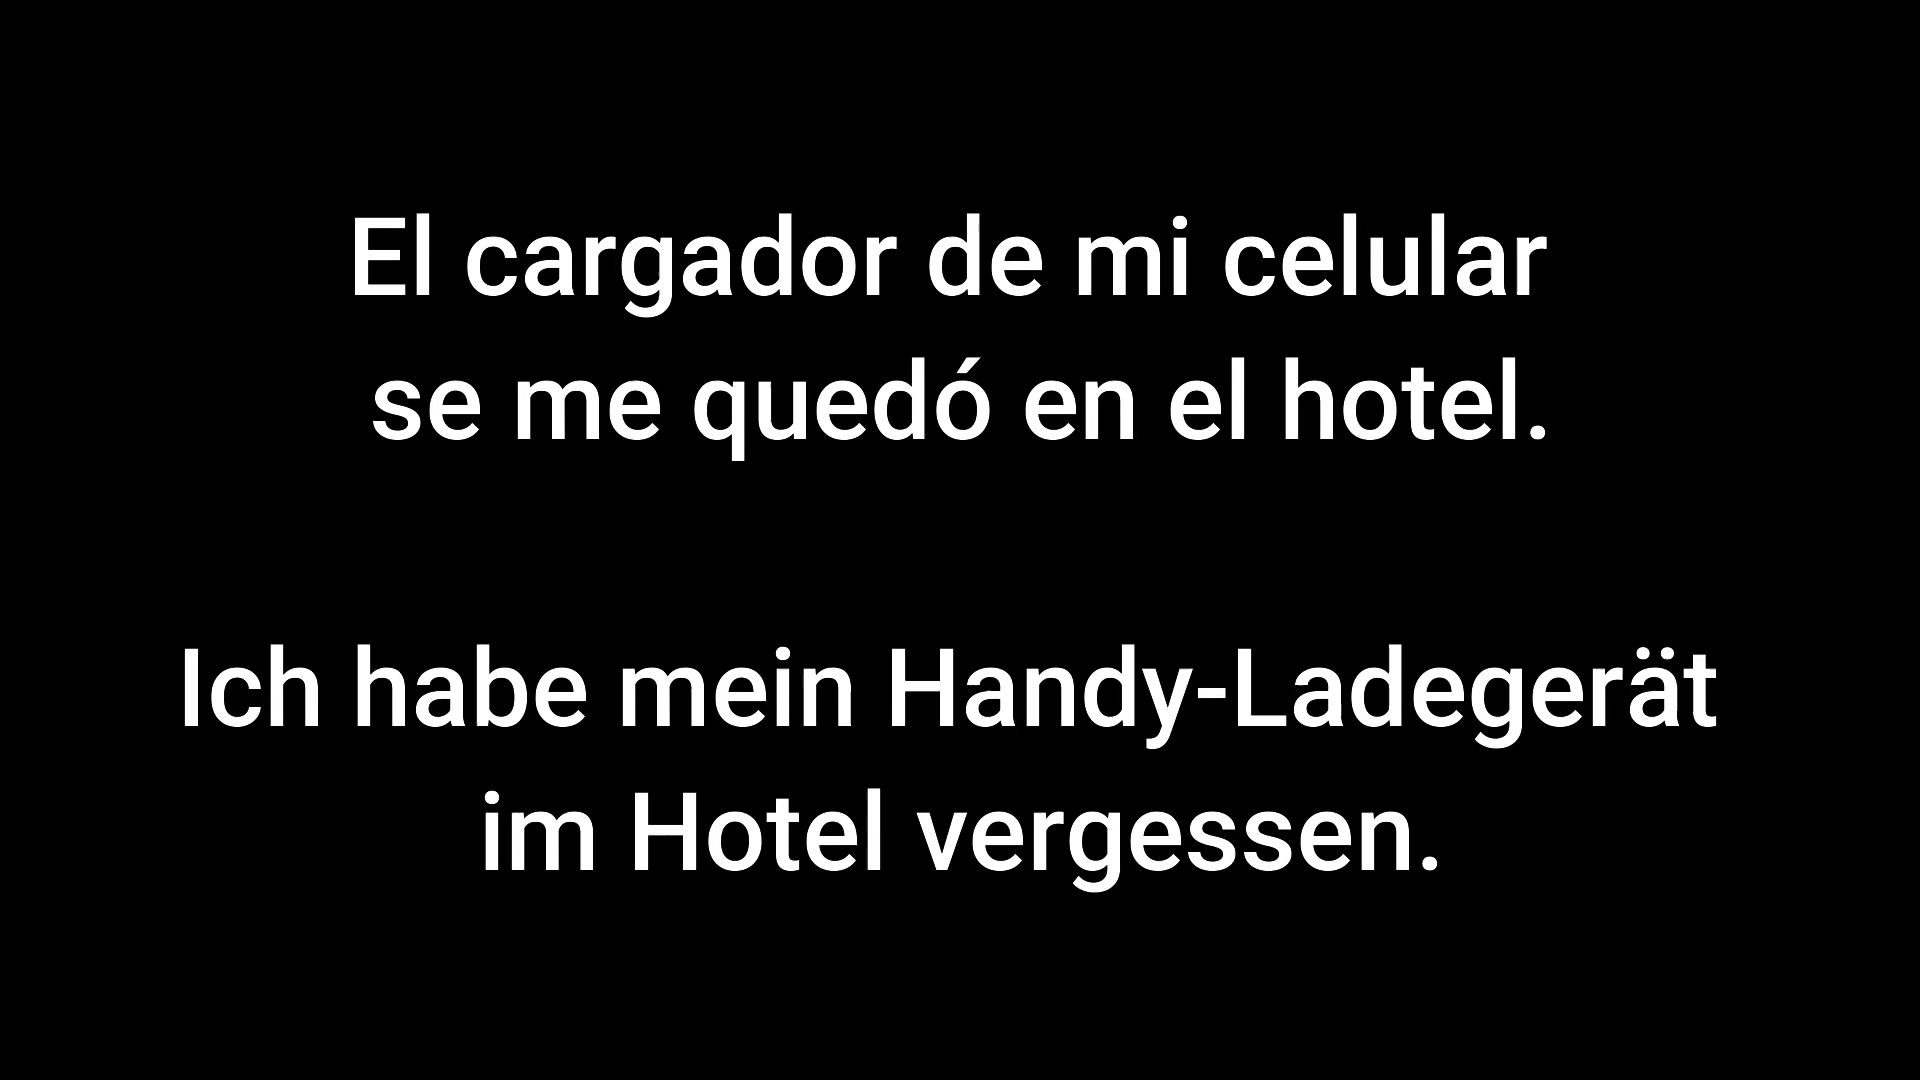 El cargador de mi celular
se me quedó en el hotel.
Ich habe mein Handy-Ladegerät
im Hotel vergessen.